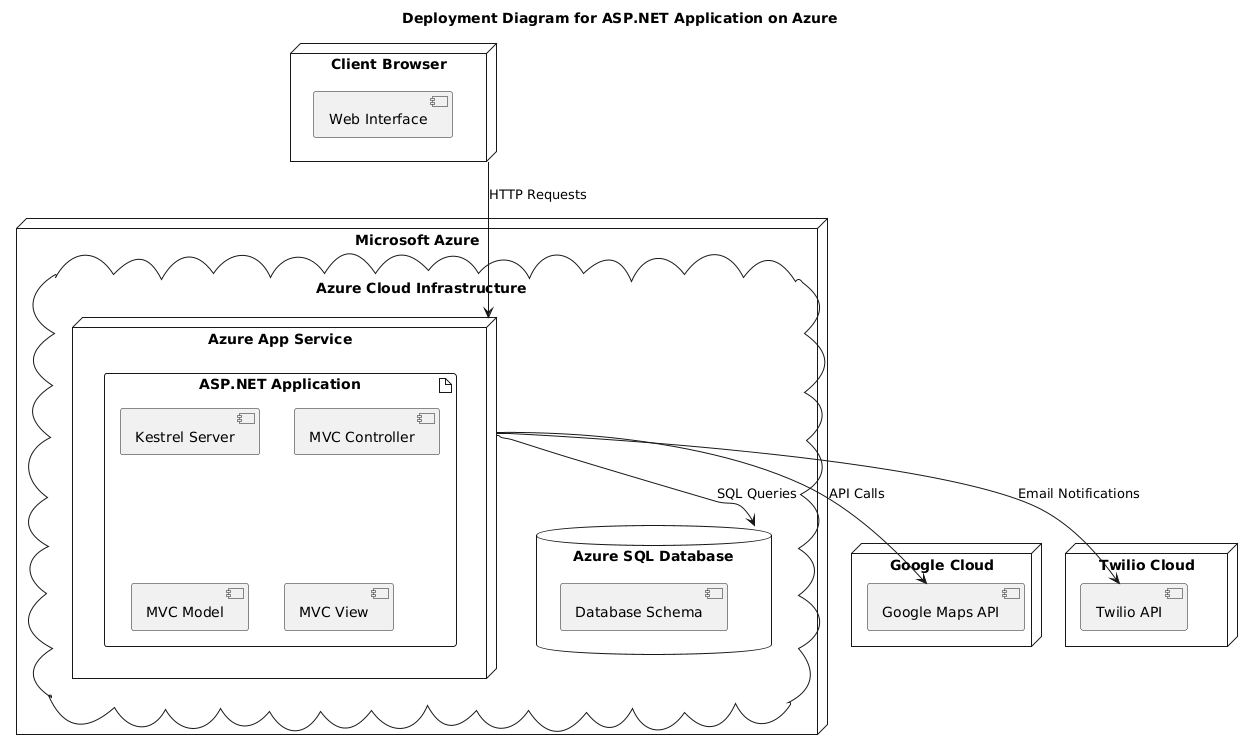 Deployment Diagram for ASP.NET Application on Azure
Client Browser
Web Interface
HTTP Requests
Microsoft Azure
Azure Cloud Infrastructure
Azure App Service
ASP.NET Application
Kestrel Server
MVC Controller
SQL Queries
API Calls
Email Notifications
Azure SQL Database
Google Cloud
Twilio Cloud
MVC Model
MVC View
Database Schema
Google Maps API
Twilio API